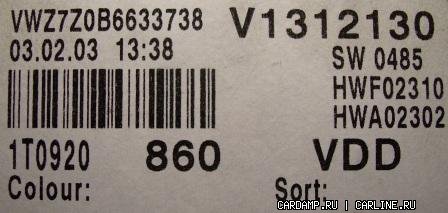 VWZ7Z0B6633738 V1312130
03.02.03 13:38 SW 0485
HWF02310
HWA02302
1T0920 860 VDD
Colour: Sort:
CARDAMP.RU | CARLINE.RU